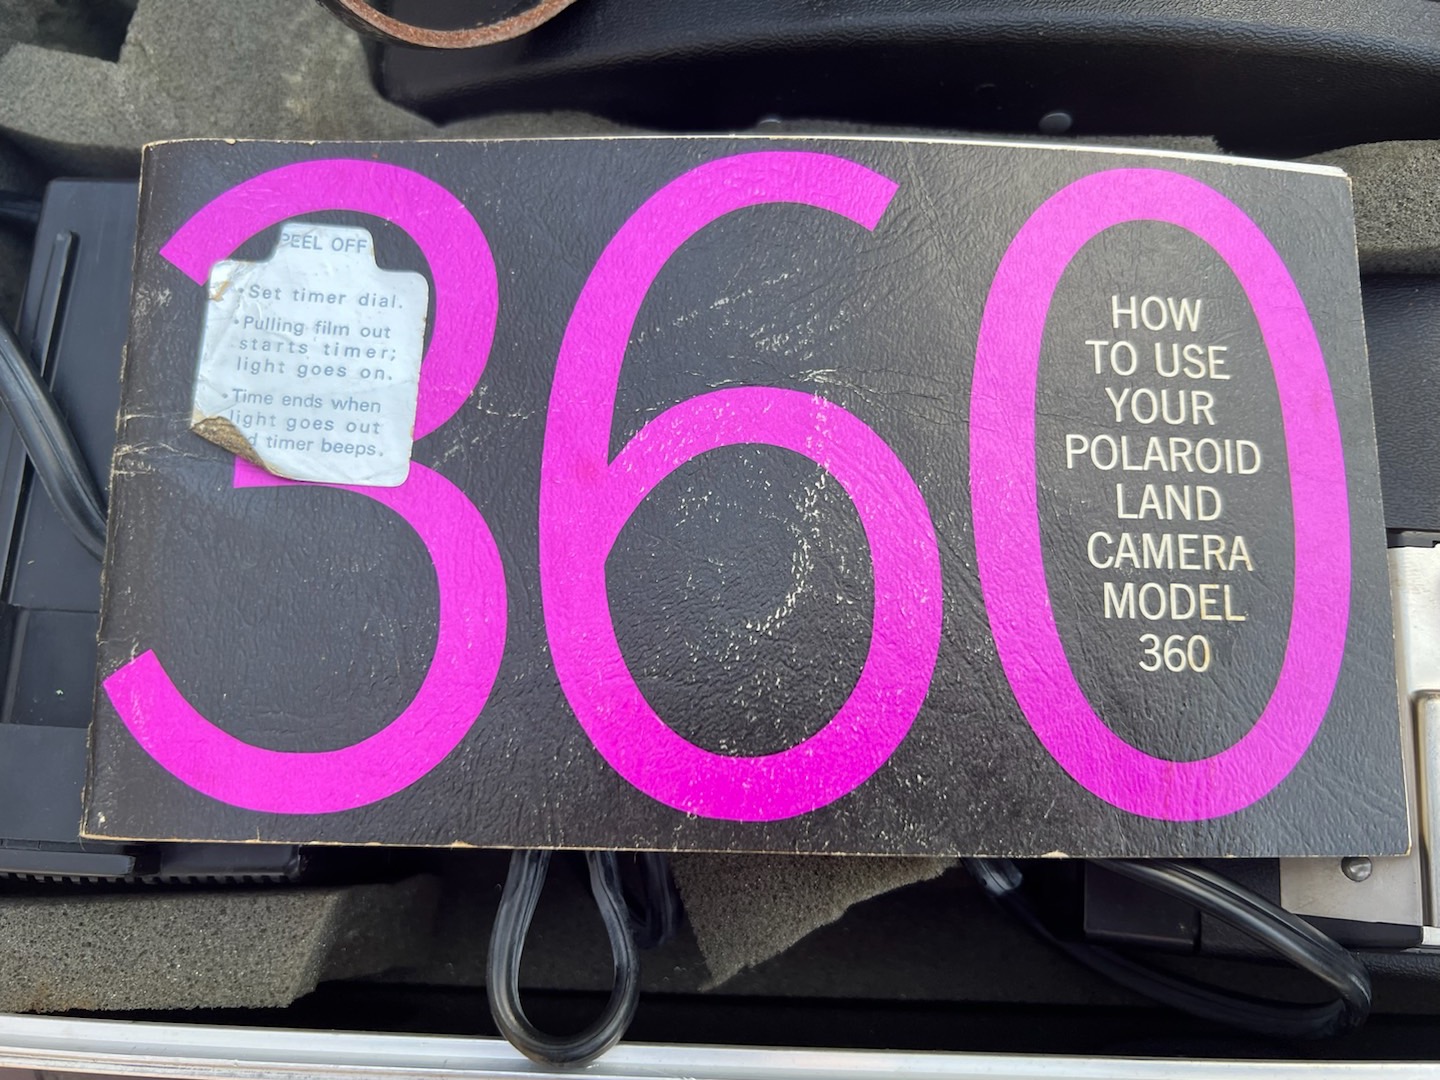 360
PEEL OFF
•Set timer dial.
•Pulling film out
starts timer;
light goes on.
•Time ends when
light goes out
d timer beeps.
HOW
TO USE
YOUR
POLAROID
LAND
CAMERA
MODEL
360